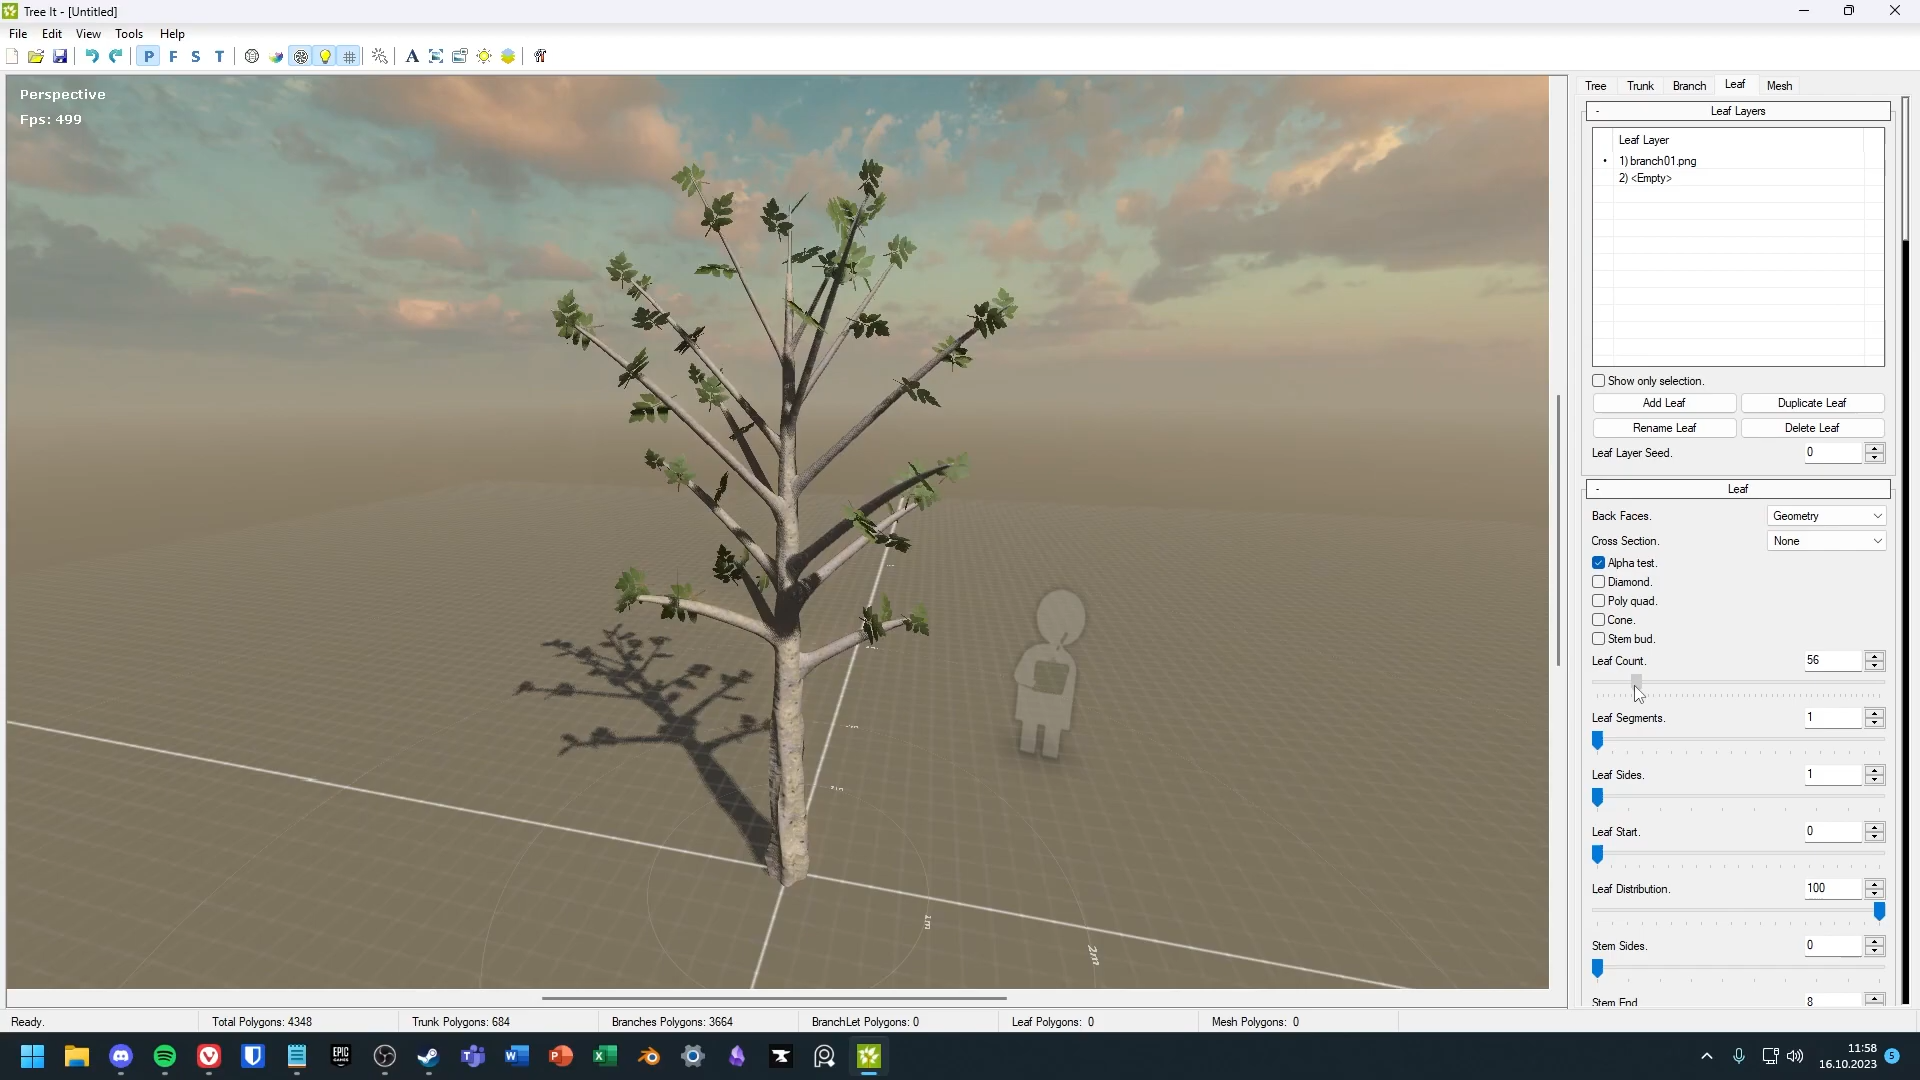 Tree It - [Untitled]
File Edit View Tools Help
P F S T A
Perspective
Fps: 499
1m
2m
Tree Trunk Branch Leaf Mesh
- Leaf Layers
Leaf Layer
• 1) branch01.png
2) <Empty>
Show only selection.
Add Leaf Duplicate Leaf
Rename Leaf Delete Leaf
Leaf Layer Seed. 0
- Leaf
Back Faces. Geometry
Cross Section. None
Alpha test.
Diamond.
Poly quad.
Cone.
Stem bud.
Leaf Count. 56
Leaf Segments. 1
Leaf Sides. 1
Leaf Start. 0
Leaf Distribution. 100
Stem Sides. 0
Stem End 8
Ready. Total Polygons: 4348 Trunk Polygons: 684 Branches Polygons: 3664 BranchLet Polygons: 0 Leaf Polygons: 0 Mesh Polygons: 0
EPIC GAMES
11:58
16.10.2023
5